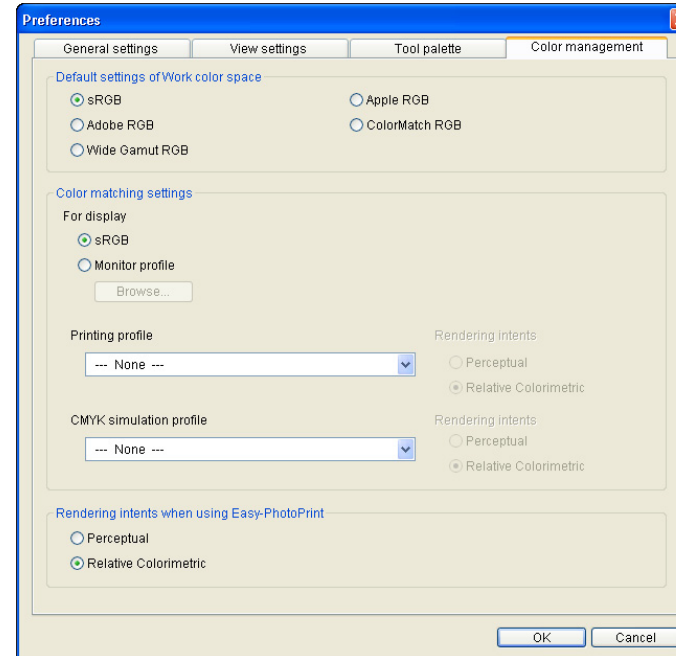 Preferences
General settings View settings Tool palette Color management
Default settings of Work color space
sRGB Apple RGB
Adobe RGB ColorMatch RGB
Wide Gamut RGB
Color matching settings
For display
sRGB
Monitor profile
Browse...
Printing profile Rendering intents
--- None --- Perceptual
Relative Colorimetric
CMYK simulation profile Rendering intents
--- None --- Perceptual
Relative Colorimetric
Rendering intents when using Easy-PhotoPrint
Perceptual
Relative Colorimetric
OK Cancel